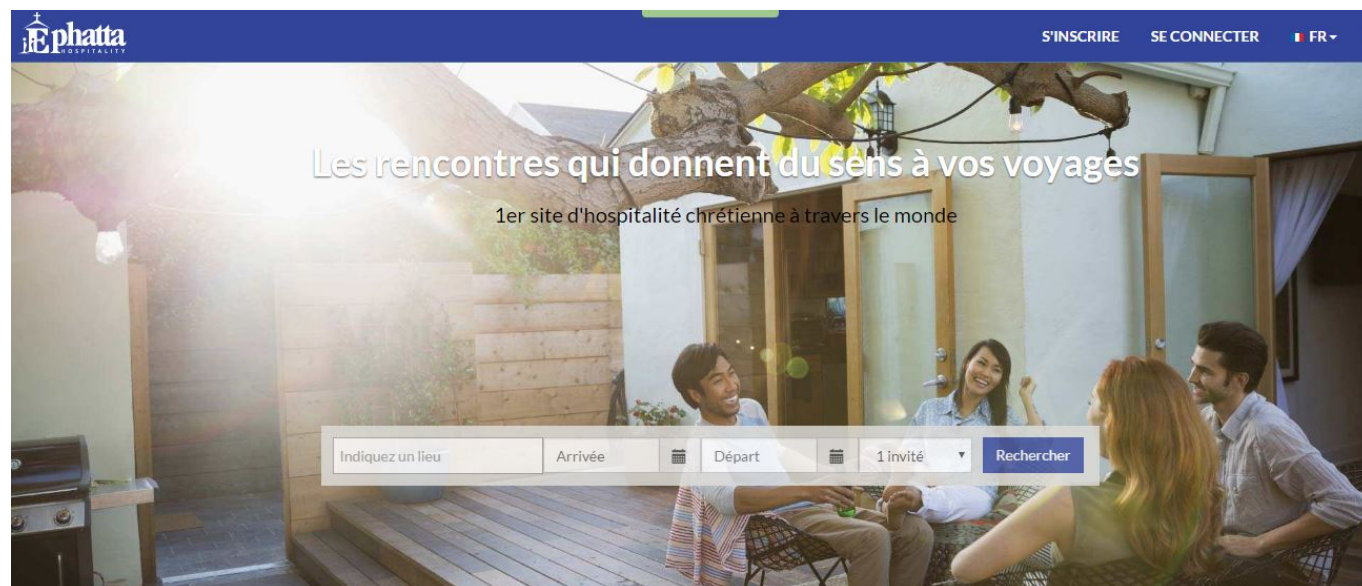 Ephatta
HOSPITALITY
S'INSCRIRE SE CONNECTER FR
Les rencontres qui donnent du sens à vos voyages
1er site d'hospitalité chrétienne à travers le monde
Indiquez un lieu Arrivée Départ 1 invité Rechercher